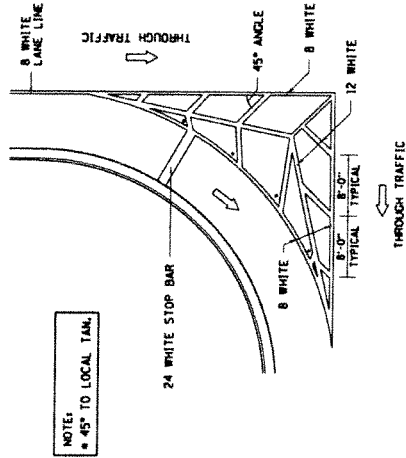 8 WHITE
LANE LINE
THROUGH TRAFFIC
45° ANGLE
8 WHITE
12 WHITE
8'-0"
TYPICAL
8'-0"
TYPICAL
THROUGH TRAFFIC
8 WHITE
24 WHITE STOP BAR
NOTE:
* 45° TO LOCAL TAN.